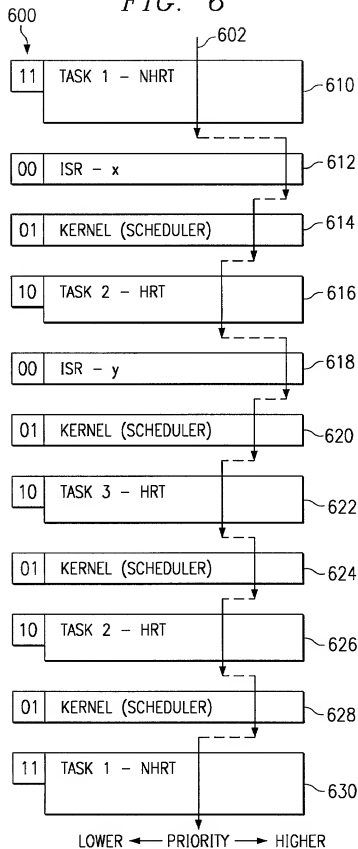 FIG. 6
600
602
11 TASK 1 - NHRT 610
00 ISR - x 612
01 KERNEL (SCHEDULER) 614
10 TASK 2 - HRT 616
00 ISR - y 618
01 KERNEL (SCHEDULER) 620
10 TASK 3 - HRT 622
01 KERNEL (SCHEDULER) 624
10 TASK 2 - HRT 626
01 KERNEL (SCHEDULER) 628
11 TASK 1 - NHRT 630
LOWER PRIORITY HIGHER